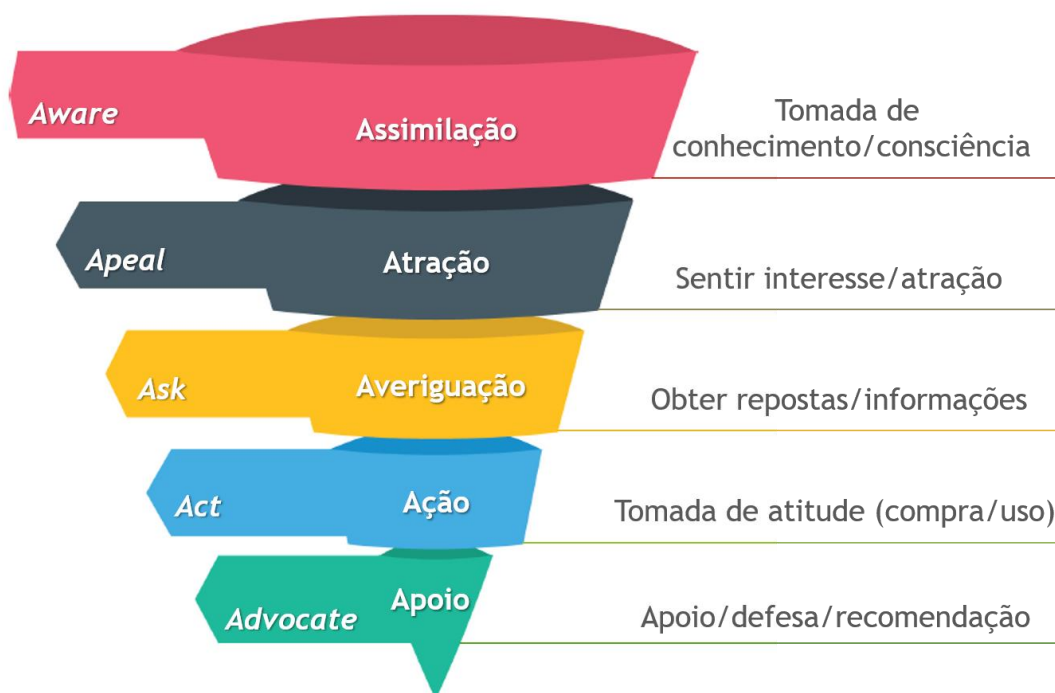 Aware
Assimilação
Tomada de
conhecimento/consciência
Apeal
Atração
Sentir interesse/atração
Ask
Averiguação
Obter repostas/informações
Act
Ação
Tomada de atitude (compra/uso)
Advocate
Apoio
Apoio/defesa/recomendação